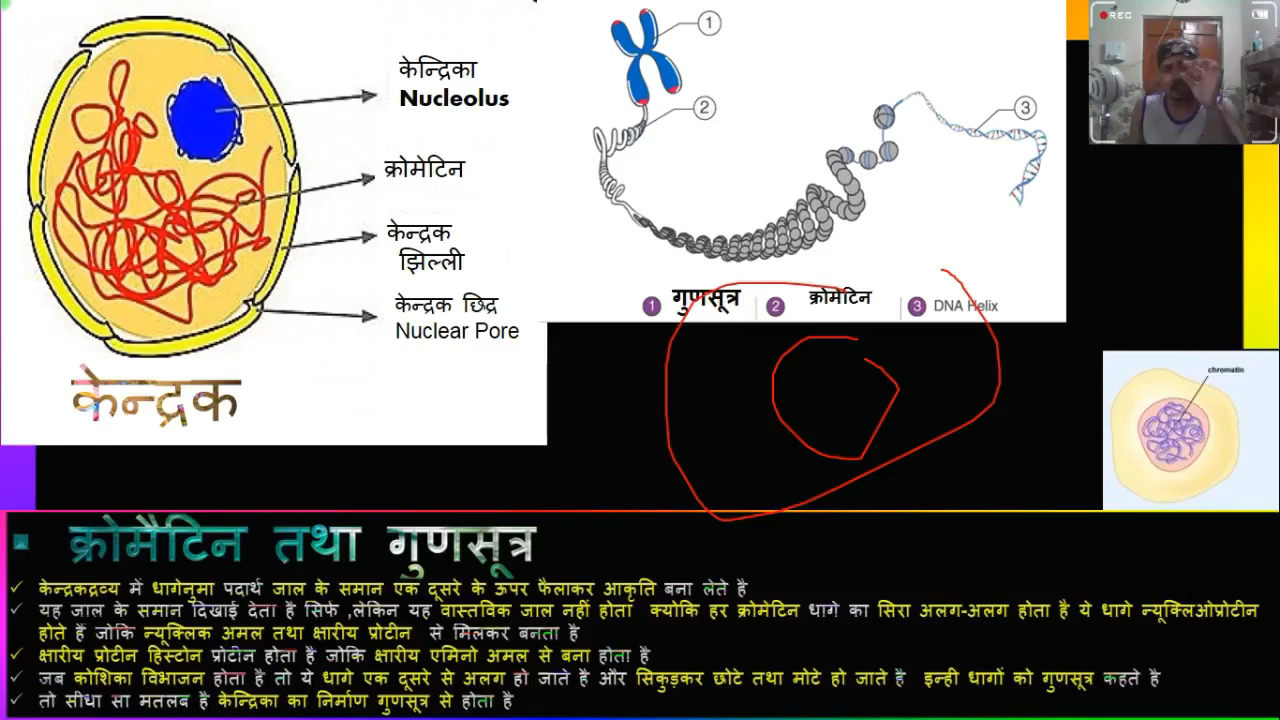 केन्द्रिका
Nucleolus
क्रोमेटिन
केन्द्रक
झिल्ली
केन्द्रक छिद्र
Nuclear Pore
केन्द्रक
1
2
3
1 गुणसूत्र 2 क्रोमेटिन 3 DNA Helix
REC
chromatin
क्रोमैटिन तथा गुणसूत्र
केन्द्रकद्रव्य में धागेनुमा पदार्थ जाल के समान एक दूसरे के ऊपर फैलाकर आकृति बना लेते है
यह जाल के समान दिखाई देता है सिर्फ ,लेकिन यह वास्तविक जाल नहीं होता क्योकि हर क्रोमेटिन धागे का सिरा अलग-अलग होता है ये धागे न्यूक्लिओप्रोटीन
होते है जोकि न्यूक्लिक अमल तथा क्षारीय प्रोटीन से मिलकर बनता है
क्षारीय प्रोटीन हिस्टोन प्रोटीन होता है जोकि क्षारीय एमिनो अमल से बना होता है
जब कोशिका विभाजन होता है तो ये धागे एक दूसरे से अलग हो जाते है और सिकुड़कर छोटे तथा मोटे हो जाते है इन्ही धागों को गुणसूत्र कहते है
तो सीधा सा मतलब है केन्द्रिका का निर्माण गुणसूत्र से होता है